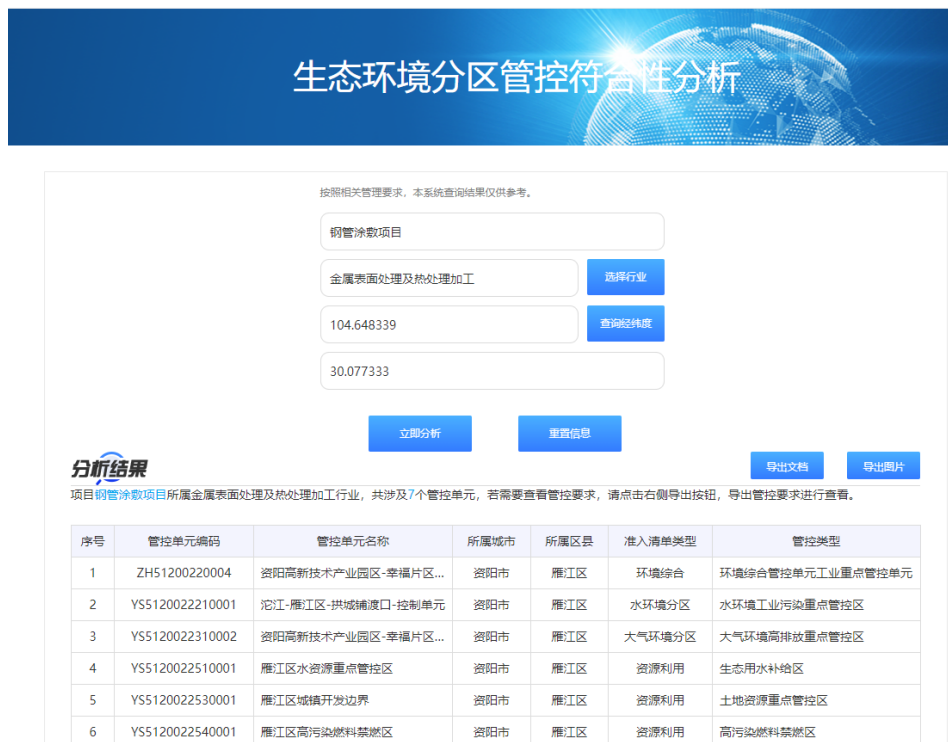 生态环境分区管控符合性分析
按照相关管理要求，本系统查询结果仅供参考。
钢管涂敷项目
金属表面处理及热处理加工 选择行业
104.648339 查询经纬度
30.077333
立即分析 重置信息
分析结果 导出文档 导出图片
项目钢管涂敷项目所属金属表面处理及热处理加工行业，共涉及7个管控单元，若需要查看管控要求，请点击右侧导出按钮，导出管控要求进行查看。
序号 管控单元编码 管控单元名称 所属城市 所属区县 准入清单类型 管控类型
1 ZH51200220004 资阳高新技术产业园区-幸福片区... 资阳市 雁江区 环境综合 环境综合管控单元工业重点管控单元
2 YS5120022210001 沱江-雁江区-拱城铺渡口-控制单元 资阳市 雁江区 水环境分区 水环境工业污染重点管控区
3 YS5120022310002 资阳高新技术产业园区-幸福片区... 资阳市 雁江区 大气环境分区 大气环境高排放重点管控区
4 YS5120022510001 雁江区水资源重点管控区 资阳市 雁江区 资源利用 生态用水补给区
5 YS5120022530001 雁江区城镇开发边界 资阳市 雁江区 资源利用 土地资源重点管控区
6 YS5120022540001 雁江区高污染燃料禁燃区 资阳市 雁江区 资源利用 高污染燃料禁燃区